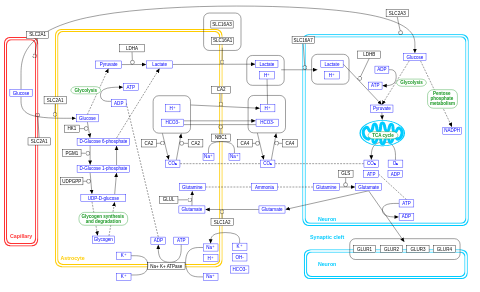 SLC2A3
SLC16A3
SLC2A1
SLC16A1
SLC16A7
LDHA
LDHB
Glucose
Pyruvate
Lactate
Lactate
Lactate
ADP
H⁺
H⁺
Glycolysis
ATP
Glycolysis
ATP
Glucose
CA2
Pentose
phosphate
metabolism
SLC2A1
ADP
H⁺
H⁺
Pyruvate
Glucose
HCO3-
HCO3-
HK1
NADPH
TCA cycle
SLC2A1
D-Glucose 6-phosphate
NBC1
CA2
CA2
CA4
CA4
PGM1
Na⁺
Na⁺
CO₂
CO₂
CO₂
O₂
D-Glucose 1-phosphate
ATP
ADP
GLS
UDPGPP
Glutamine
Ammonia
Glutamine
Glutamate
UDP-D-glucose
GLUL
ATP
Glycogen synthesis
and degradation
Glutamate
Glutamate
ADP
SLC1A2
Neuron
Capillary
Glycogen
ADP
ATP
Synaptic cleft
Na⁺
K⁺
GLUR1
GLUR2
GLUR3
GLUR4
Astrocyte
K⁺
H⁺
OH-
Na+ K+ ATPase
Neuron
HCO3-
K⁺
Na⁺